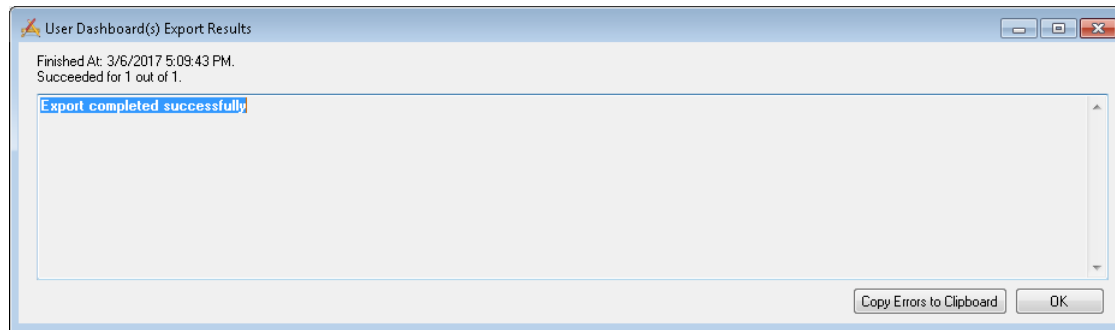 User Dashboard(s) Export Results
Finished At: 3/6/2017 5:09:43 PM.
Succeeded for 1 out of 1.
Export completed successfully
Copy Errors to Clipboard
OK